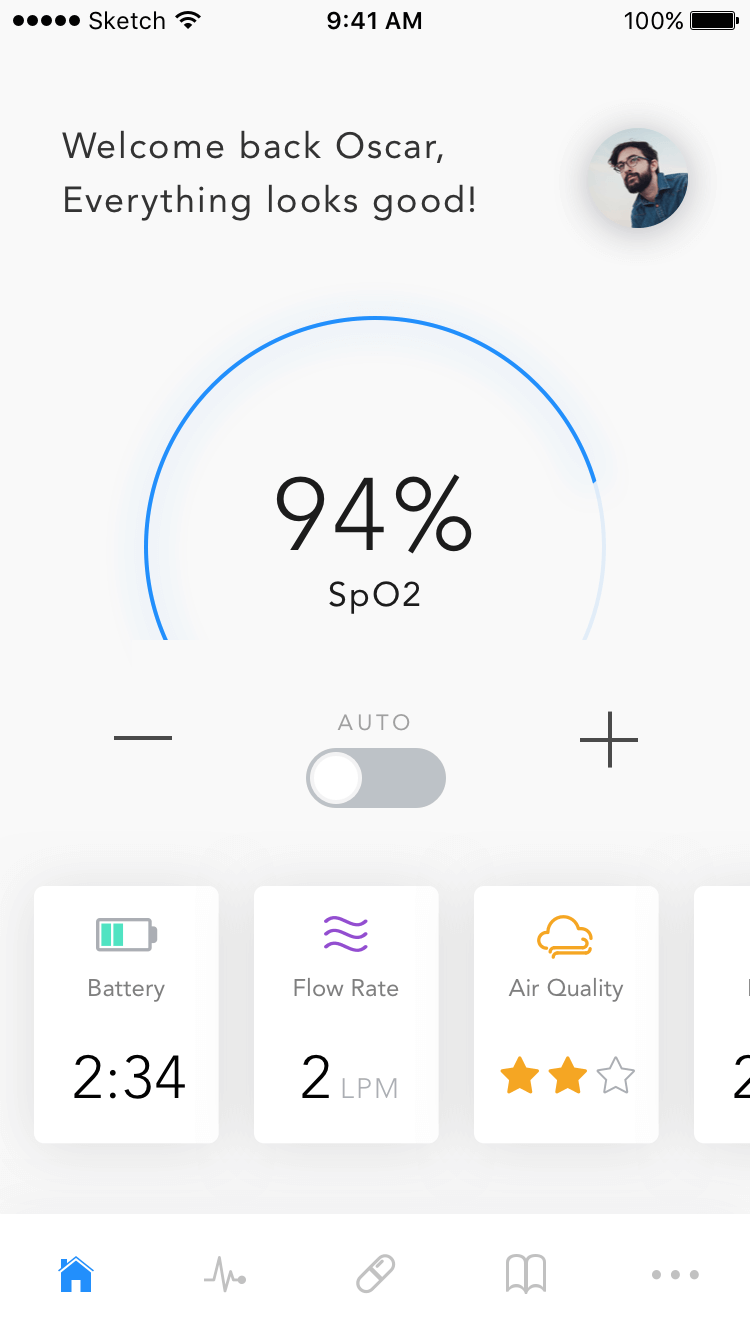 Sketch 9:41 AM 100%
Welcome back Oscar,
Everything looks good!
94%
SpO2
AUTO
Battery Flow Rate Air Quality
2:34 2 LPM 2